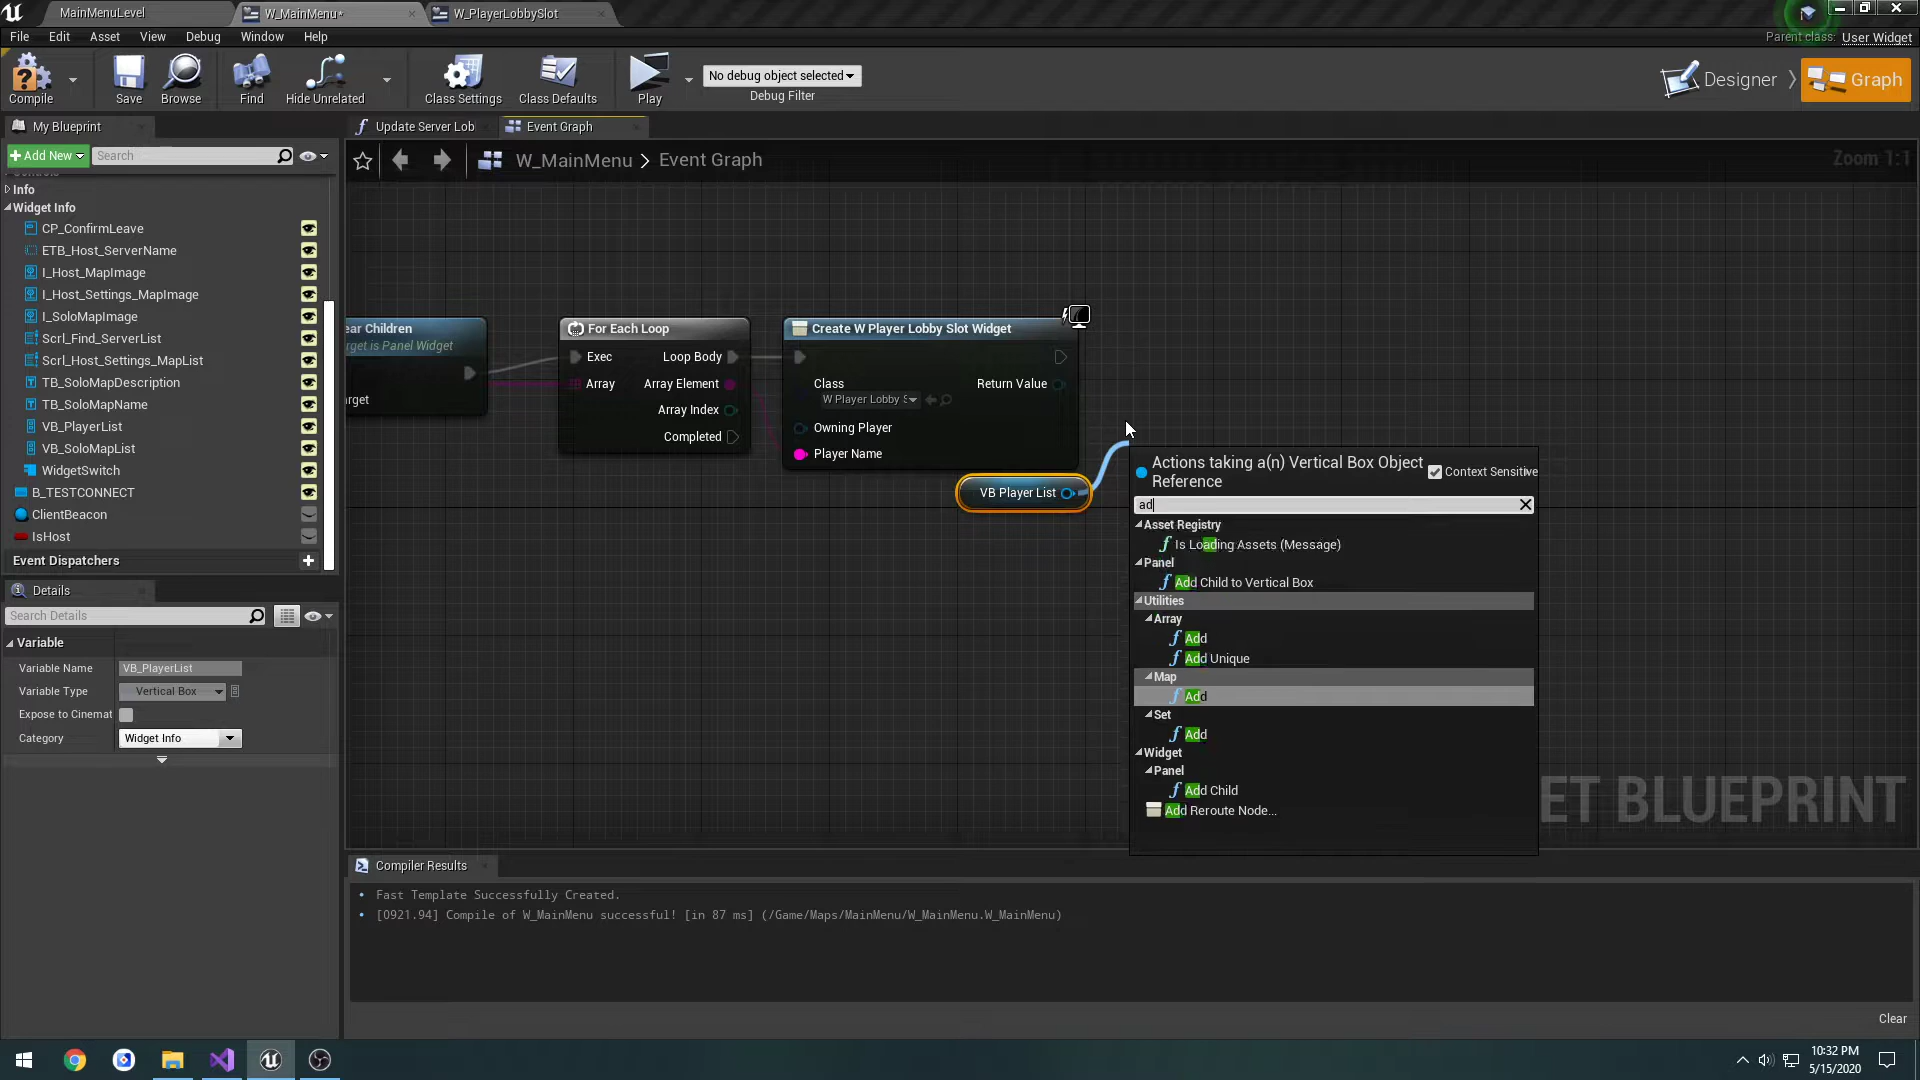 MainMenuLevel
W_MainMenu*
W_PlayerLobbySlot
File Edit Asset View Debug Window Help
Parent class: User Widget
Compile
Save
Browse
Find
Hide Unrelated
Class Settings
Class Defaults
Play
No debug object selected
Debug Filter
Designer
Graph
My Blueprint
Update Server Lob
Event Graph
Add New
Search
W_MainMenu > Event Graph
Zoom 1:1
Info
Widget Info
CP_ConfirmLeave
ETB_Host_ServerName
I_Host_MapImage
I_Host_Settings_MapImage
I_SoloMapImage
Scrl_Find_ServerList
Scrl_Host_Settings_MapList
TB_SoloMapDescription
TB_SoloMapName
VB_PlayerList
VB_SoloMapList
WidgetSwitch
B_TESTCONNECT
ClientBeacon
IsHost
Event Dispatchers
Details
Search Details
Variable
Variable Name VB_PlayerList
Variable Type Vertical Box
Expose to Cinemat
Category Widget Info
ear Children
rget is Panel Widget
arget
For Each Loop
Exec Loop Body
Array Array Element
Array Index
Completed
Create W Player Lobby Slot Widget
Class
W Player Lobby S
Return Value
Owning Player
Player Name
VB Player List
Actions taking a(n) Vertical Box Object
Reference
Context Sensitive
ad
Asset Registry
Is Loading Assets (Message)
Panel
Add Child to Vertical Box
Utilities
Array
Add
Add Unique
Map
Add
Set
Add
Widget
Panel
Add Child
Add Reroute Node...
ET BLUEPRINT
Compiler Results
Fast Template Successfully Created.
[0921.94] Compile of W_MainMenu successful! [in 87 ms] (/Game/Maps/MainMenu/W_MainMenu.W_MainMenu)
Clear
10:32 PM
5/15/2020